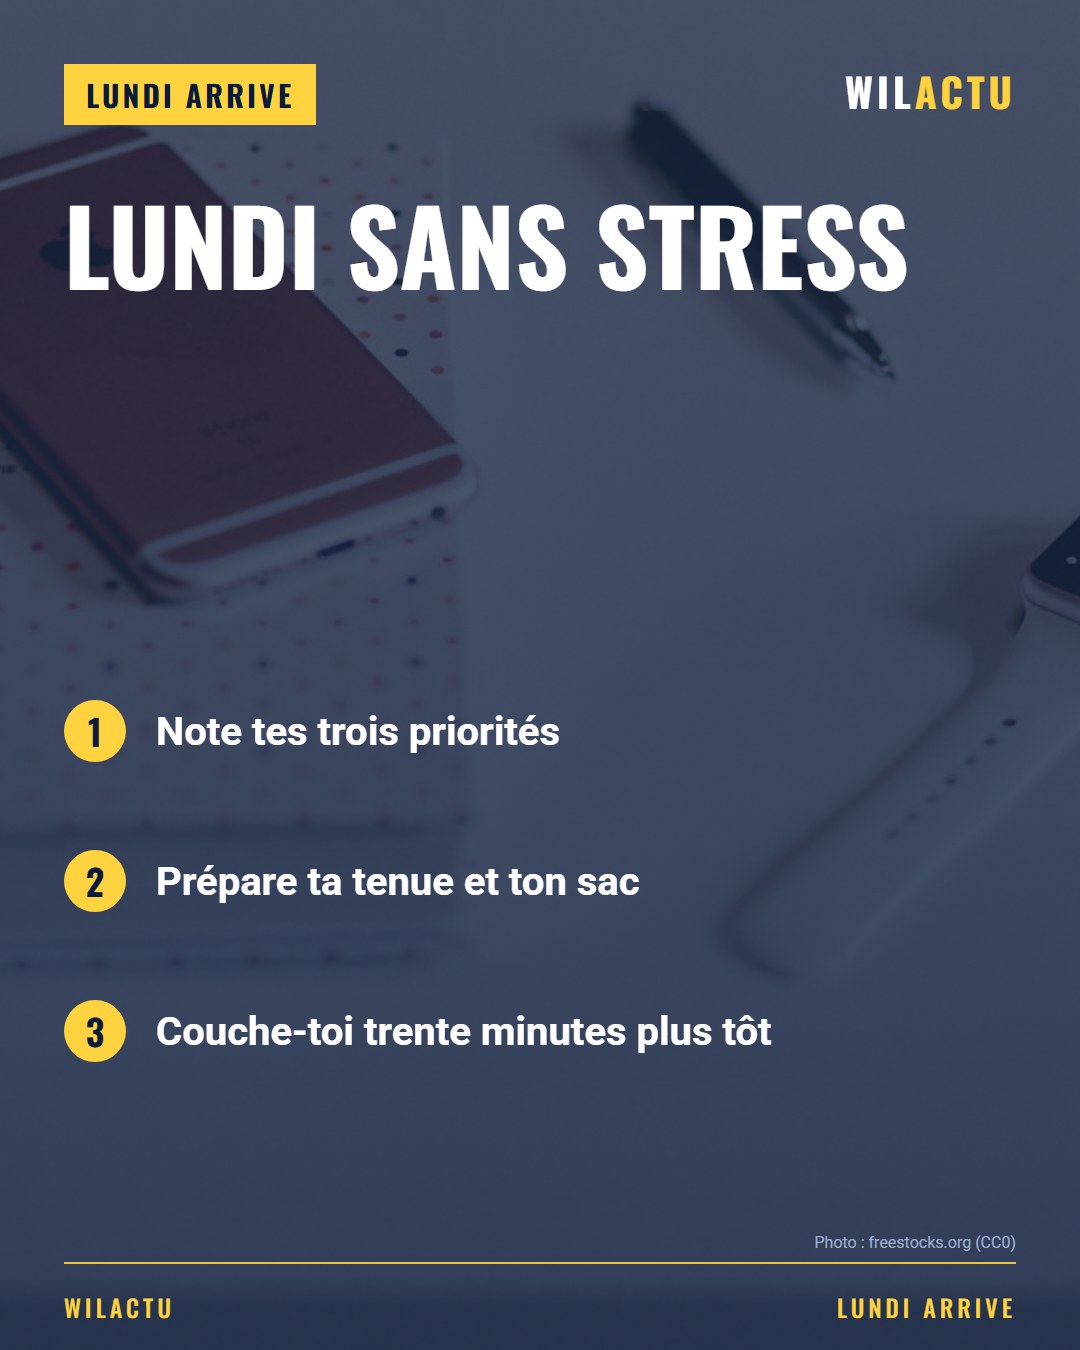 LUNDI ARRIVE
WILACTU
LUNDI SANS STRESS
iPhone
1 Note tes trois priorités
2 Prépare ta tenue et ton sac
3 Couche-toi trente minutes plus tôt
Photo : freestocks.org (CC0)
WILACTU
LUNDI ARRIVE